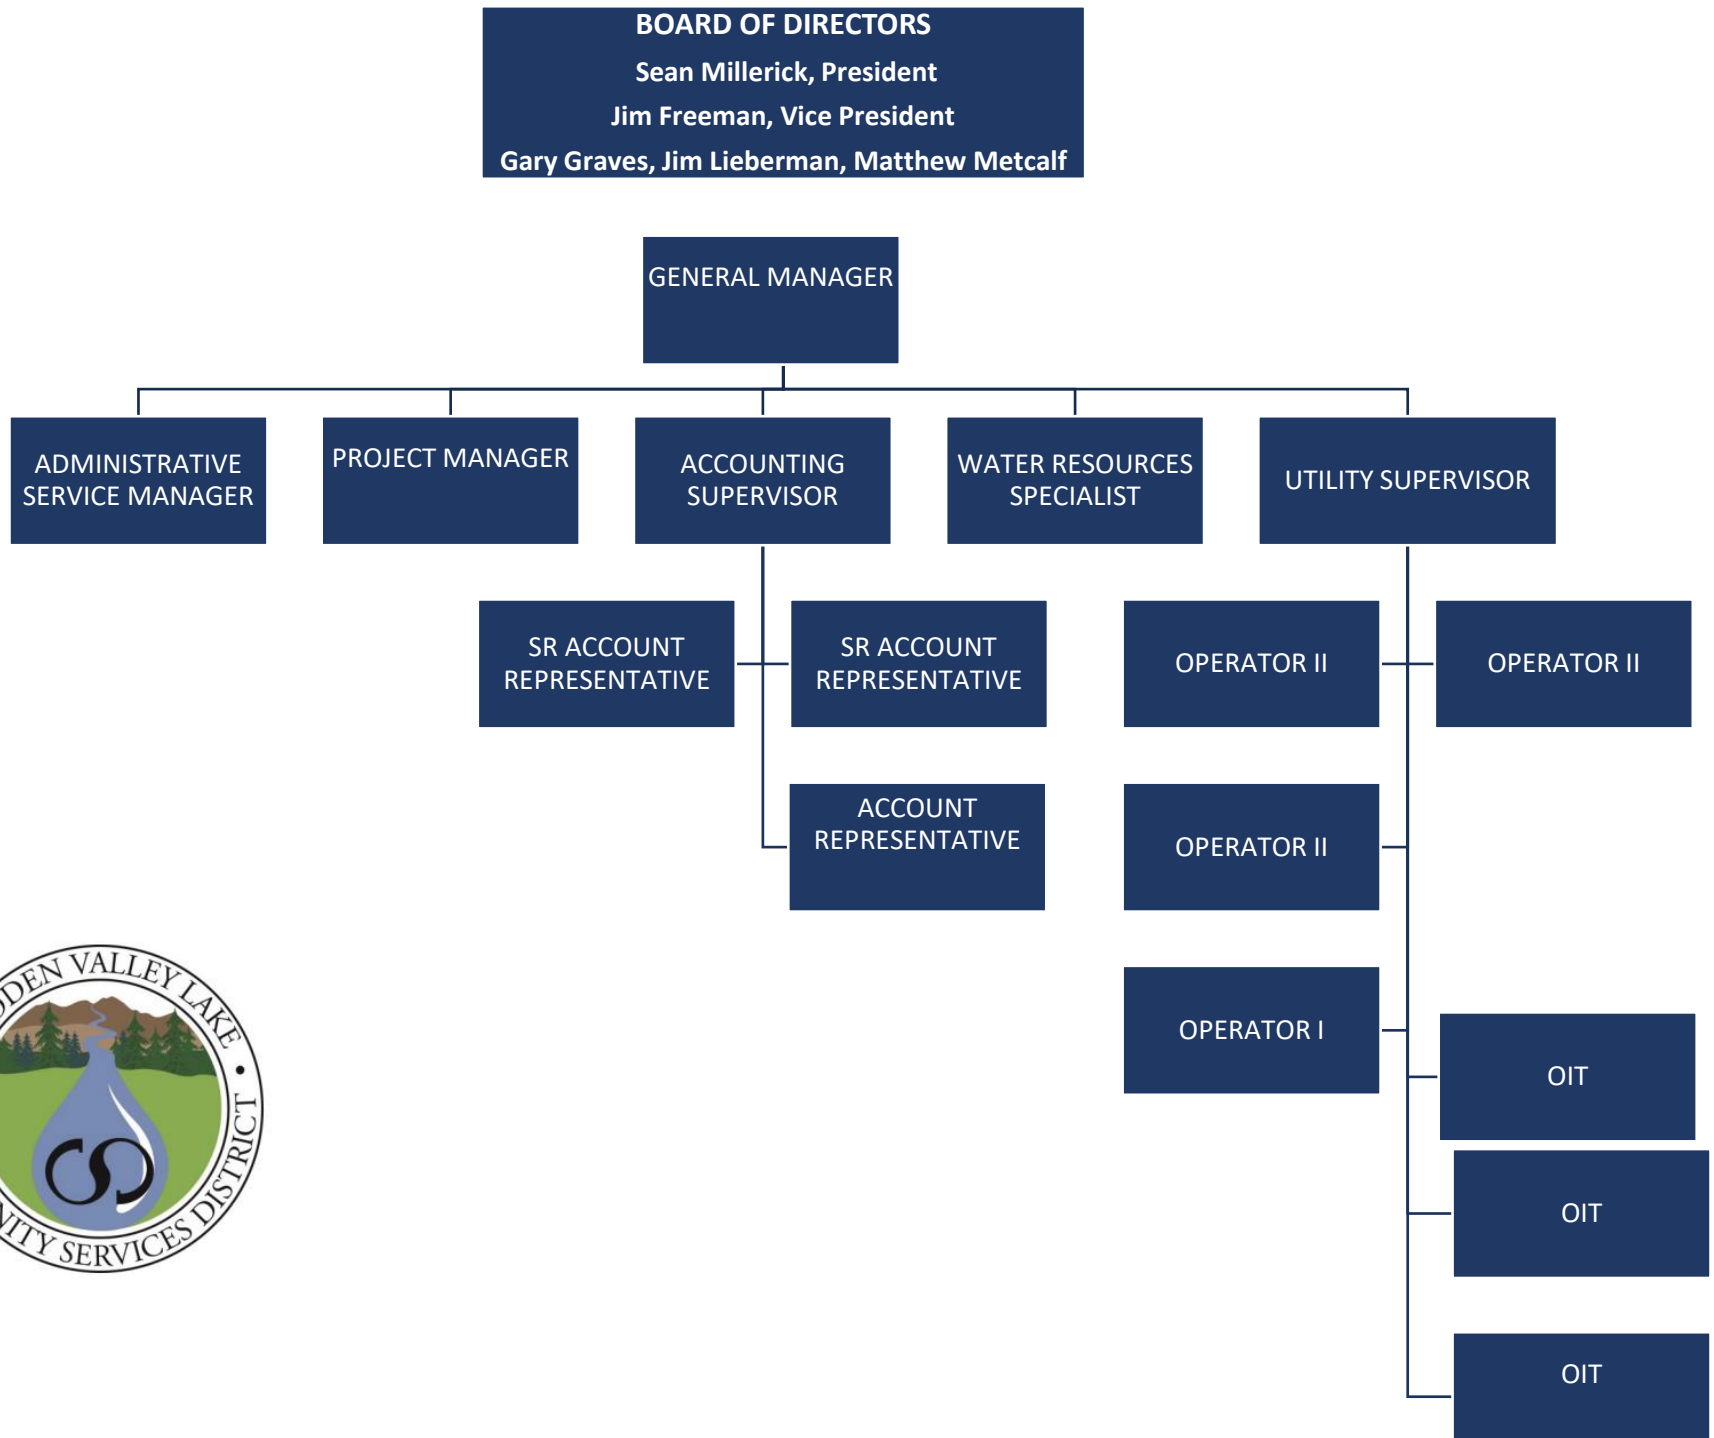 BOARD OF DIRECTORS
Sean Millerick, President
Jim Freeman, Vice President
Gary Graves, Jim Lieberman, Matthew Metcalf
GENERAL MANAGER
ADMINISTRATIVE
SERVICE MANAGER
PROJECT MANAGER
ACCOUNTING
SUPERVISOR
WATER RESOURCES
SPECIALIST
UTILITY SUPERVISOR
SR ACCOUNT
REPRESENTATIVE
SR ACCOUNT
REPRESENTATIVE
OPERATOR II
OPERATOR II
ACCOUNT
REPRESENTATIVE
OPERATOR II
OPERATOR I
OIT
OIT
OIT
VALLEY LAKE •
SERVICES DISTRICT